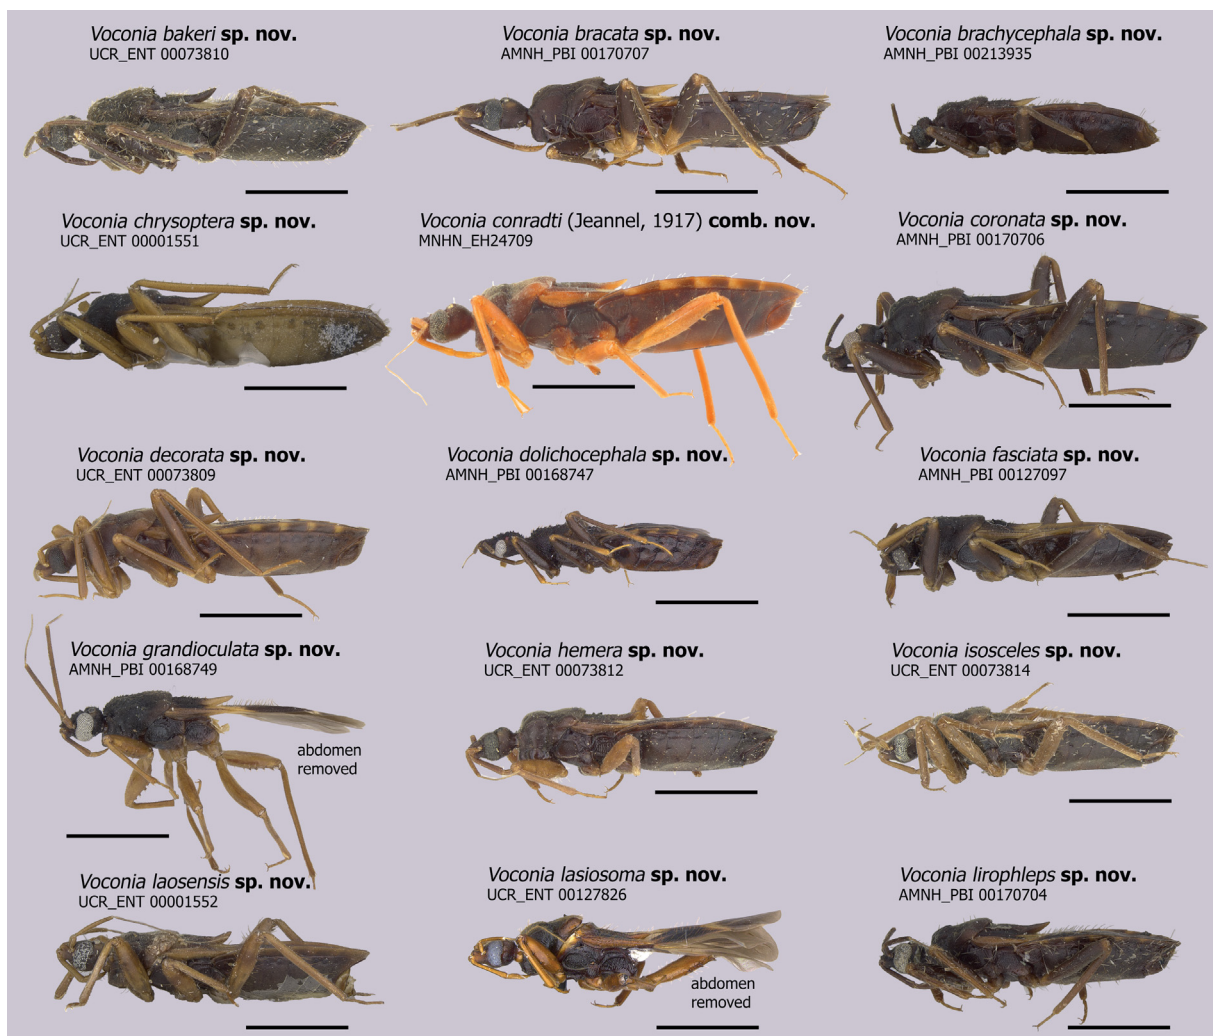 Voconia bakeri sp. nov.
UCR_ENT 00073810
Voconia bracata sp. nov.
AMNH_PBI 00170707
Voconia brachycephala sp. nov.
AMNH_PBI 00213935
Voconia chrysoptera sp. nov.
UCR_ENT 00001551
Voconia conradti (Jeannel, 1917) comb. nov.
MNHN_EH24709
Voconia coronata sp. nov.
AMNH_PBI 00170706
Voconia decorata sp. nov.
UCR_ENT 00073809
Voconia dolichocephala sp. nov.
AMNH_PBI 00168747
Voconia fasciata sp. nov.
AMNH_PBI 00127097
Voconia grandioculata sp. nov.
AMNH_PBI 00168749
abdomen
removed
Voconia hemera sp. nov.
UCR_ENT 00073812
Voconia isosceles sp. nov.
UCR_ENT 00073814
Voconia laosensis sp. nov.
UCR_ENT 00001552
Voconia lasiosoma sp. nov.
UCR_ENT 00127826
abdomen
removed
Voconia lirophleps sp. nov.
AMNH_PBI 00170704